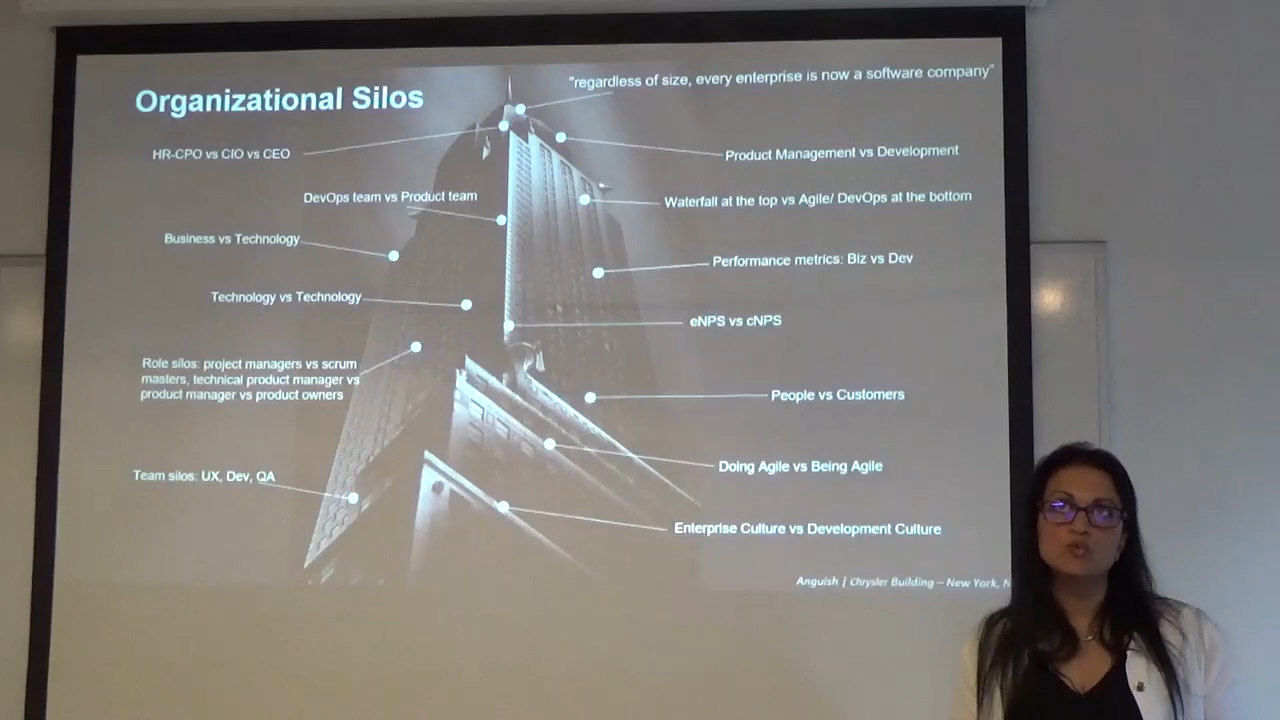 "regardless of size, every enterprise is now a software company"
Organizational Silos
HR-CPO vs CIO vs CEO
Product Management vs Development
DevOps team vs Product team
Waterfall at the top vs Agile/ DevOps at the bottom
Business vs Technology
Performance metrics: Biz vs Dev
Technology vs Technology
eNPS vs cNPS
Role silos: project managers vs scrum
masters, technical product manager vs
product manager vs product owners
People vs Customers
Doing Agile vs Being Agile
Team silos: UX, Dev, QA
Enterprise Culture vs Development Culture
Anguish | Chrysler Building – New York, N